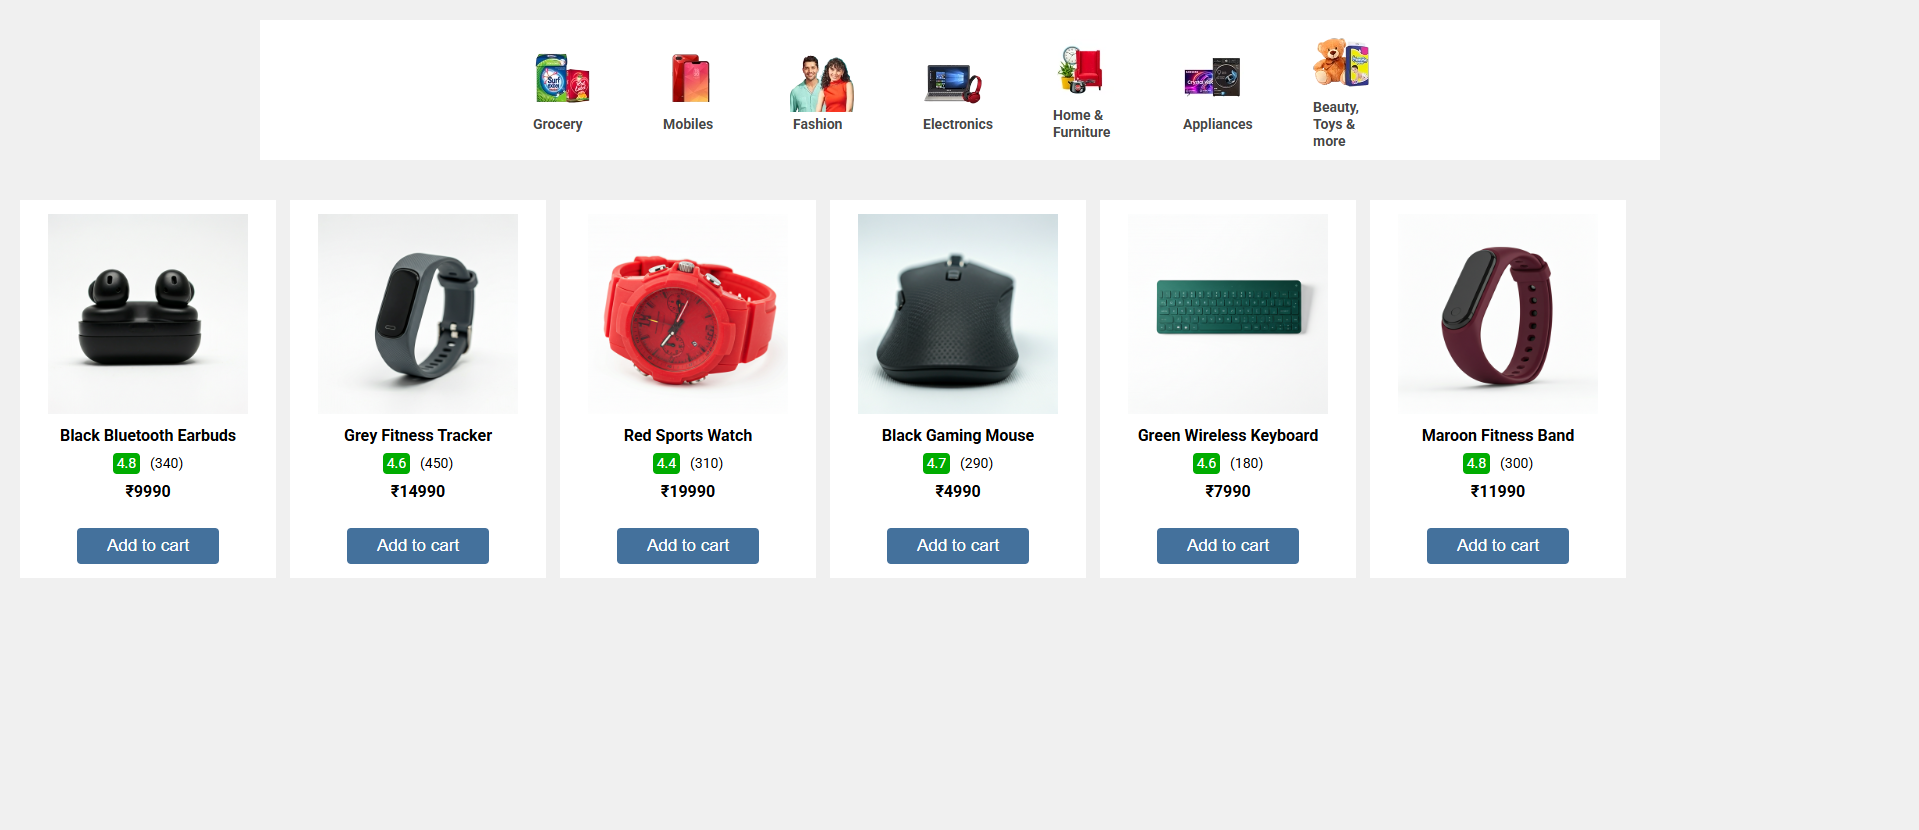 Grocery
Mobiles
Fashion
Electronics
Home &
Furniture
Appliances
Beauty,
Toys &
more
Surf
excel
Black Bluetooth Earbuds
4.8 (340)
₹9990
Add to cart
Grey Fitness Tracker
4.6 (450)
₹14990
Add to cart
Red Sports Watch
4.4 (310)
₹19990
Add to cart
Black Gaming Mouse
4.7 (290)
₹4990
Add to cart
Green Wireless Keyboard
4.6 (180)
₹7990
Add to cart
Maroon Fitness Band
4.8 (300)
₹11990
Add to cart